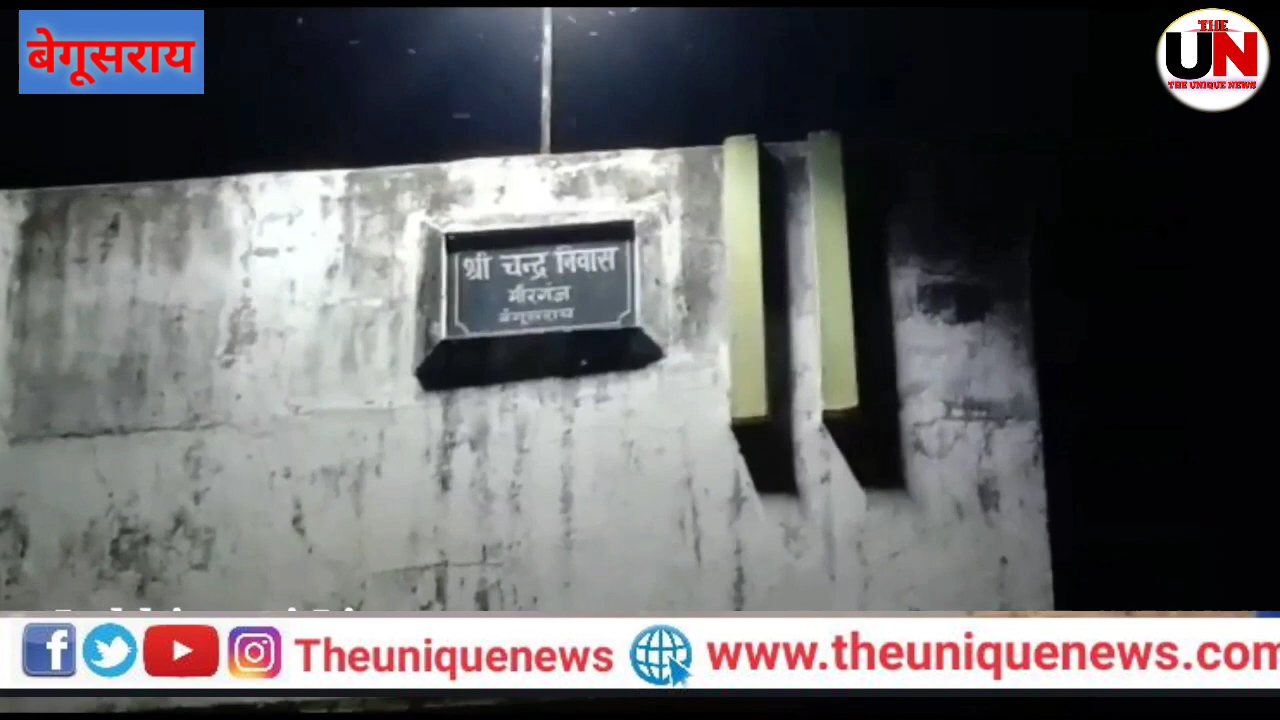 बेगूसराय
THE
UN
THE UNIQUE NEWS
श्री चन्द्र निवास
मीरगंज
बेगूसराय
Theuniquenews
www.theuniquenews.com